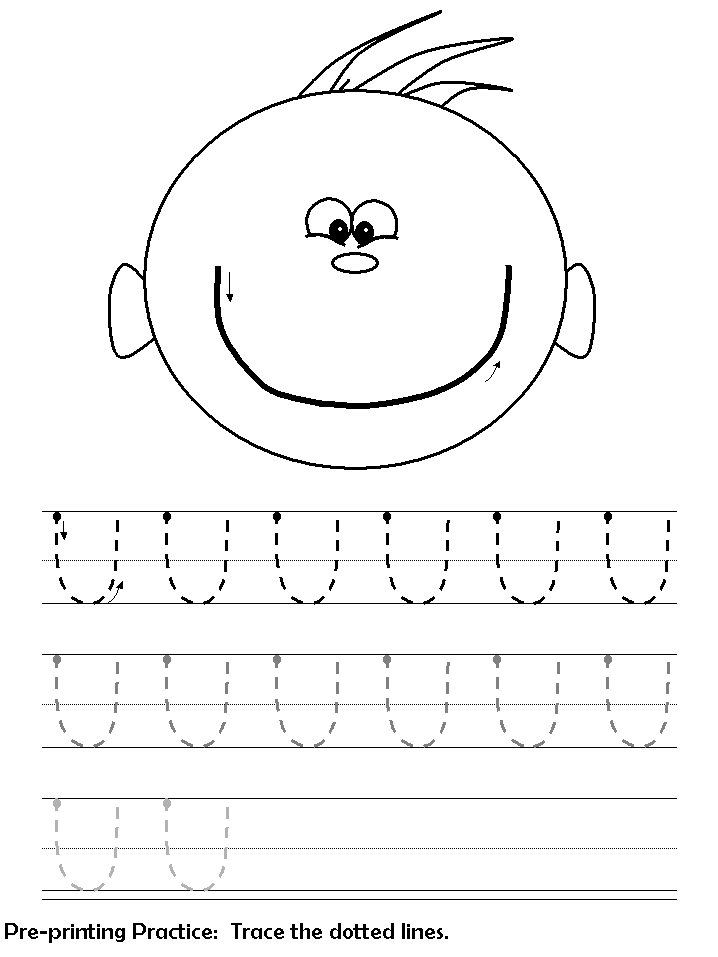 U U U U U U
U U U U U U
U U
Pre-printing Practice: Trace the dotted lines.